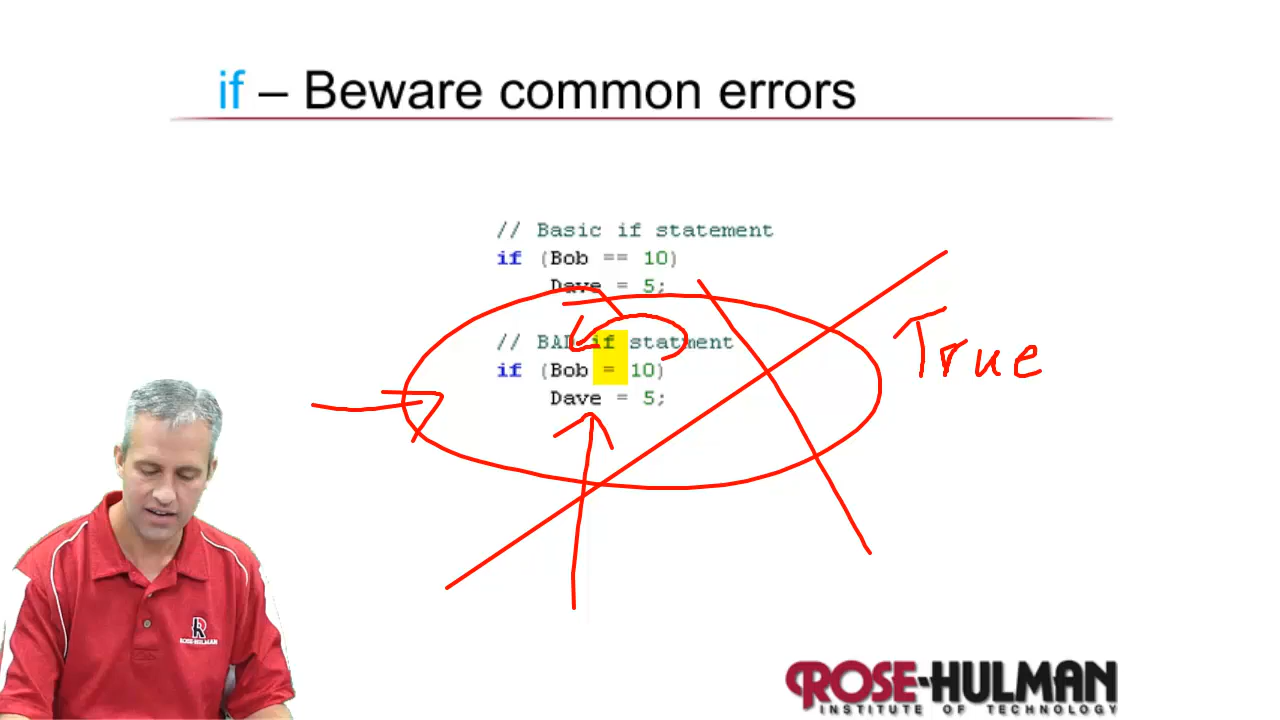 if – Beware common errors
// Basic if statement
if (Bob == 10)
Dave = 5;
// BAD if statment
if (Bob = 10)
Dave = 5;
True
R
ROSE-HULMAN
ROSE-HULMAN
INSTITUTE OF TECHNOLOGY